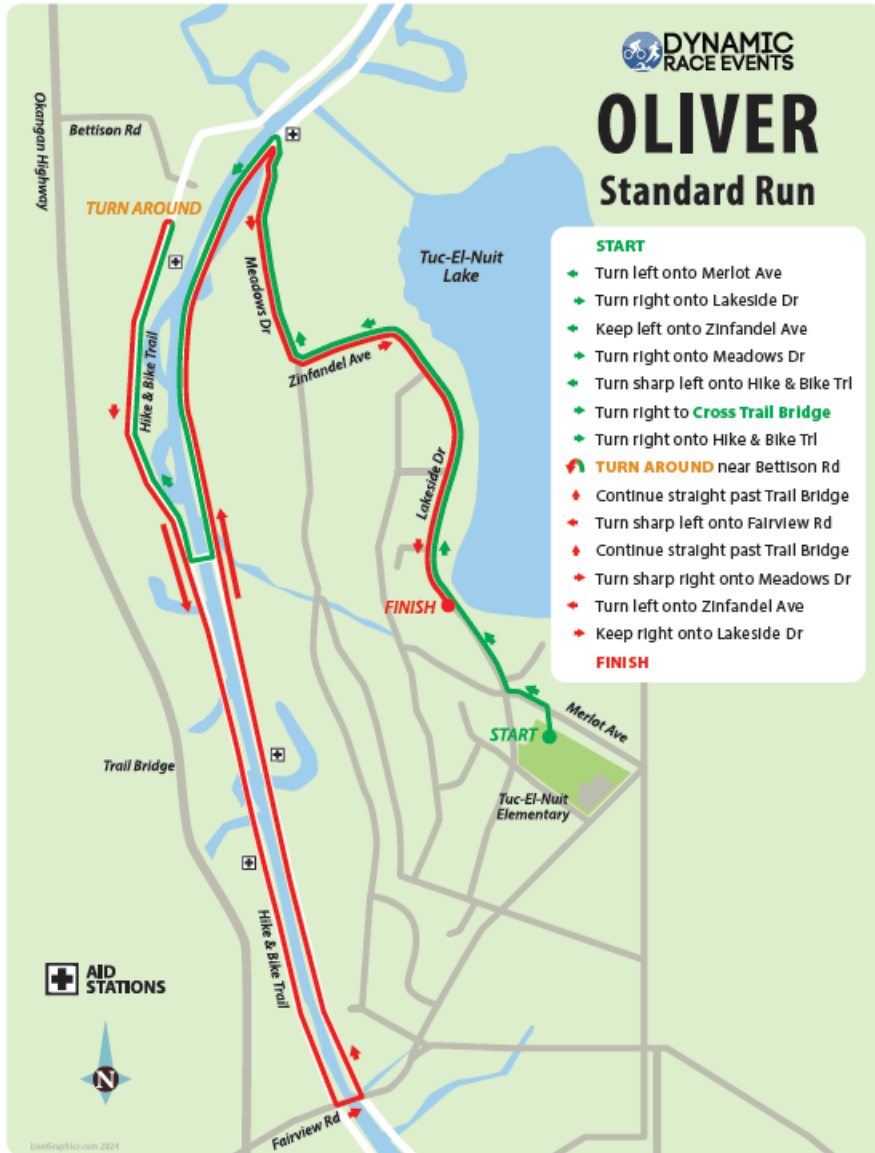 DYNAMIC
RACE EVENTS
OLIVER
Standard Run
START
Turn left onto Merlot Ave
Turn right onto Lakeside Dr
Keep left onto Zinfandel Ave
Turn right onto Meadows Dr
Turn sharp left onto Hike & Bike Trl
Turn right to Cross Trail Bridge
Turn right onto Hike & Bike Trl
TURN AROUND near Bettison Rd
Continue straight past Trail Bridge
Turn sharp left onto Fairview Rd
Continue straight past Trail Bridge
Turn sharp right onto Meadows Dr
Turn left onto Zinfandel Ave
Keep right onto Lakeside Dr
FINISH
Okangan Highway
Bettison Rd
TURN AROUND
Tuc-El-Nuit
Lake
Meadows Dr
Zinfandel Ave
Hike & Bike Trail
Lakeside Dr
FINISH
Merlot Ave
START
Trail Bridge
Tuc-El-Nuit
Elementary
Hike & Bike Trail
AID
STATIONS
N
Fairview Rd
LionGraphics.com 2024